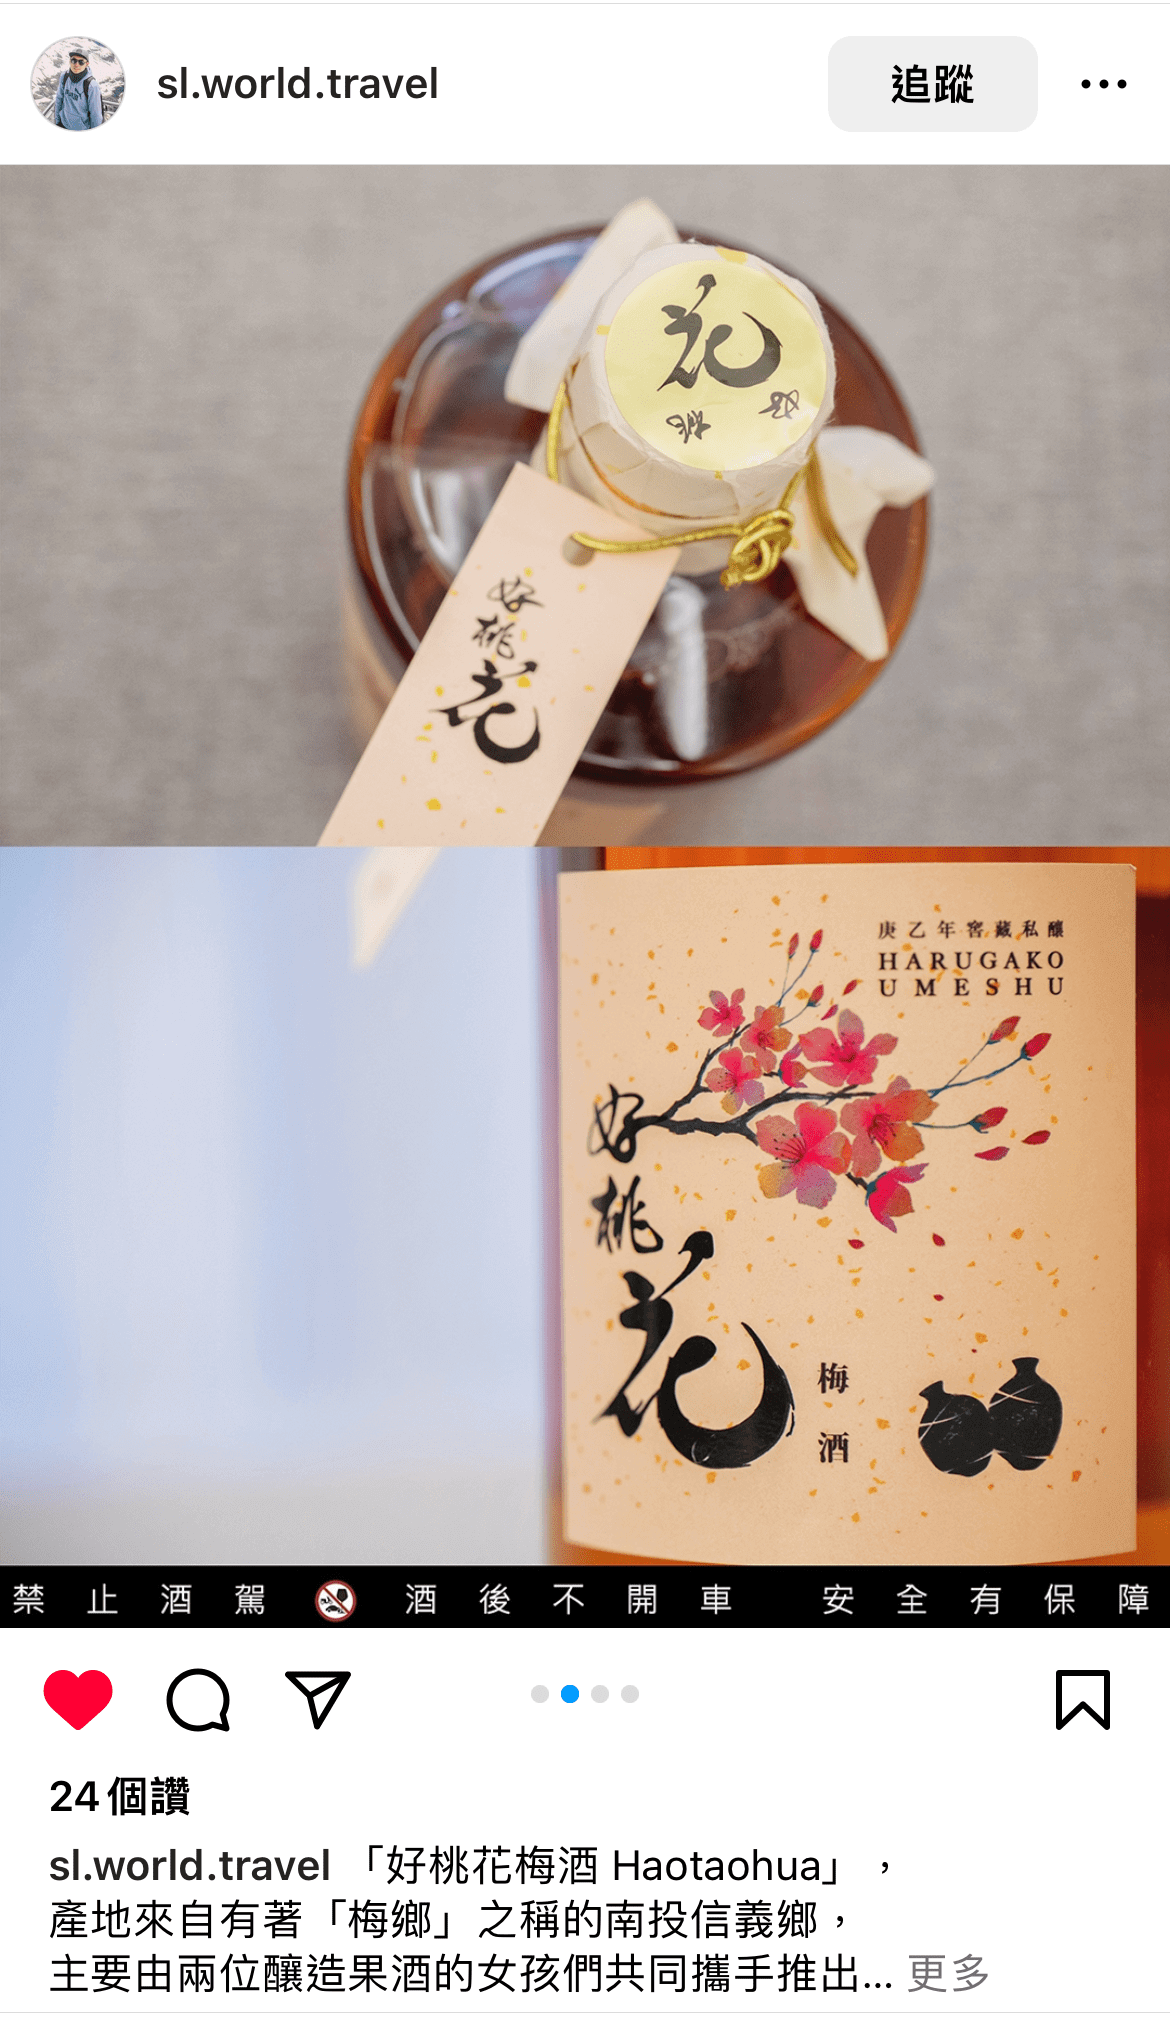 sl.world.travel
追蹤
花
好
桃
好
桃
花
庚乙年窖藏私釀
HARUGAKO
UMESHU
好
桃
花
梅
酒
禁止酒駕 酒後不開車 安全有保障
24 個讚
sl.world.travel 「好桃花梅酒 Haotaohua」，
產地來自有著「梅鄉」之稱的南投信義鄉，
主要由兩位釀造果酒的女孩們共同攜手推出... 更多